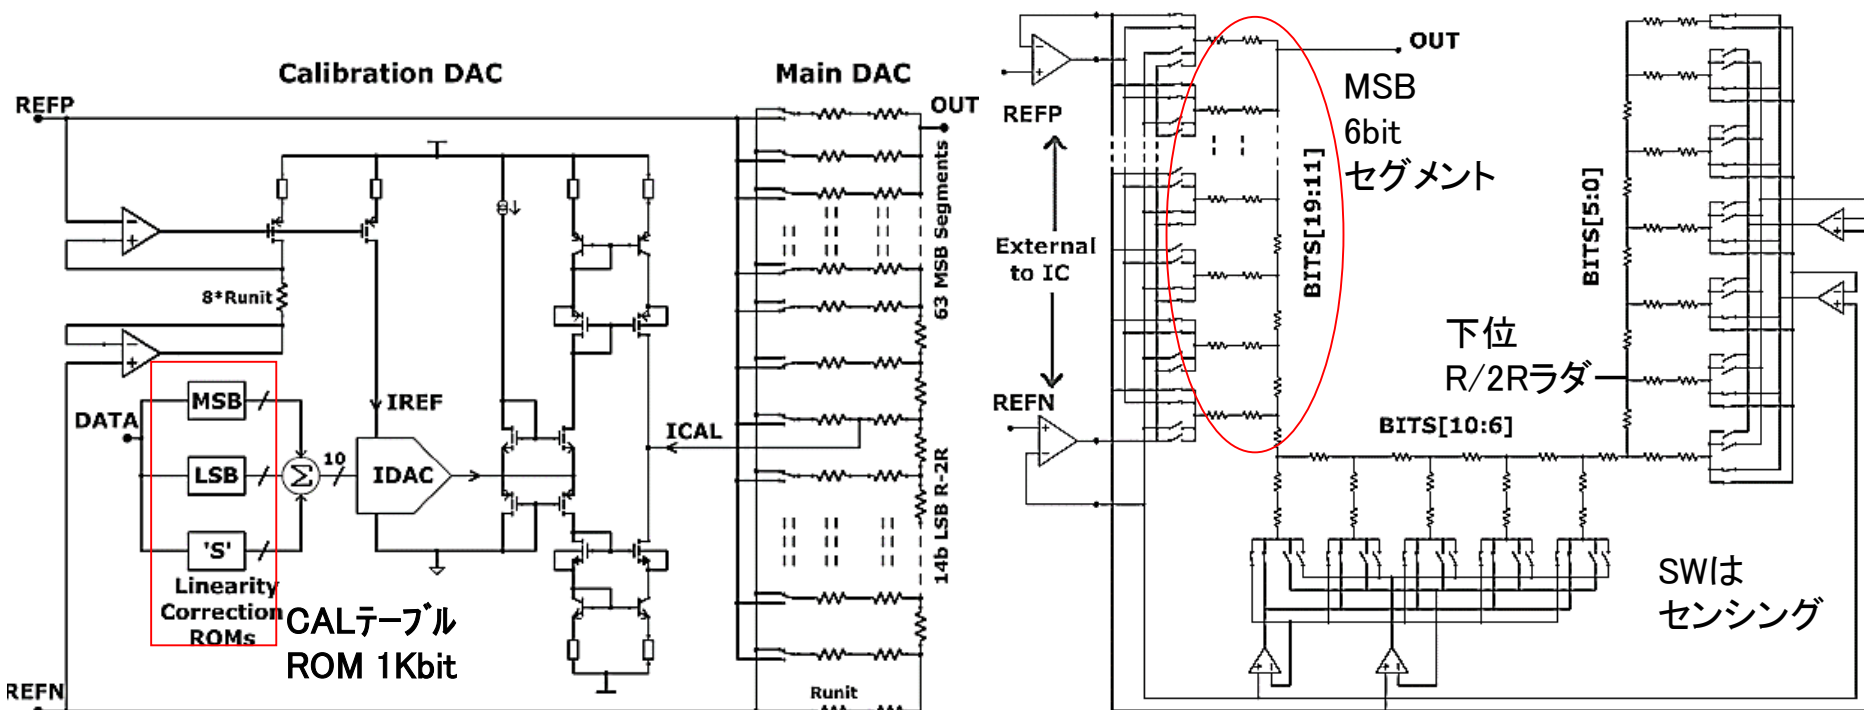 Calibration DAC
Main DAC
REFP
OUT
8*Runit
63 MSB Segments
MSB
DATA
LSB
'S'
Σ
10
IREF
IDAC
ICAL
Linearity
Correction
ROMs
CALテーブル
ROM 1Kbit
14b LSB R-2R
REFN
Runit
OUT
REFP
MSB
6bit
セグメント
External
to IC
BITS[19:11]
BITS[5:0]
下位
R/2Rラダー
REFN
BITS[10:6]
SWは
センシング